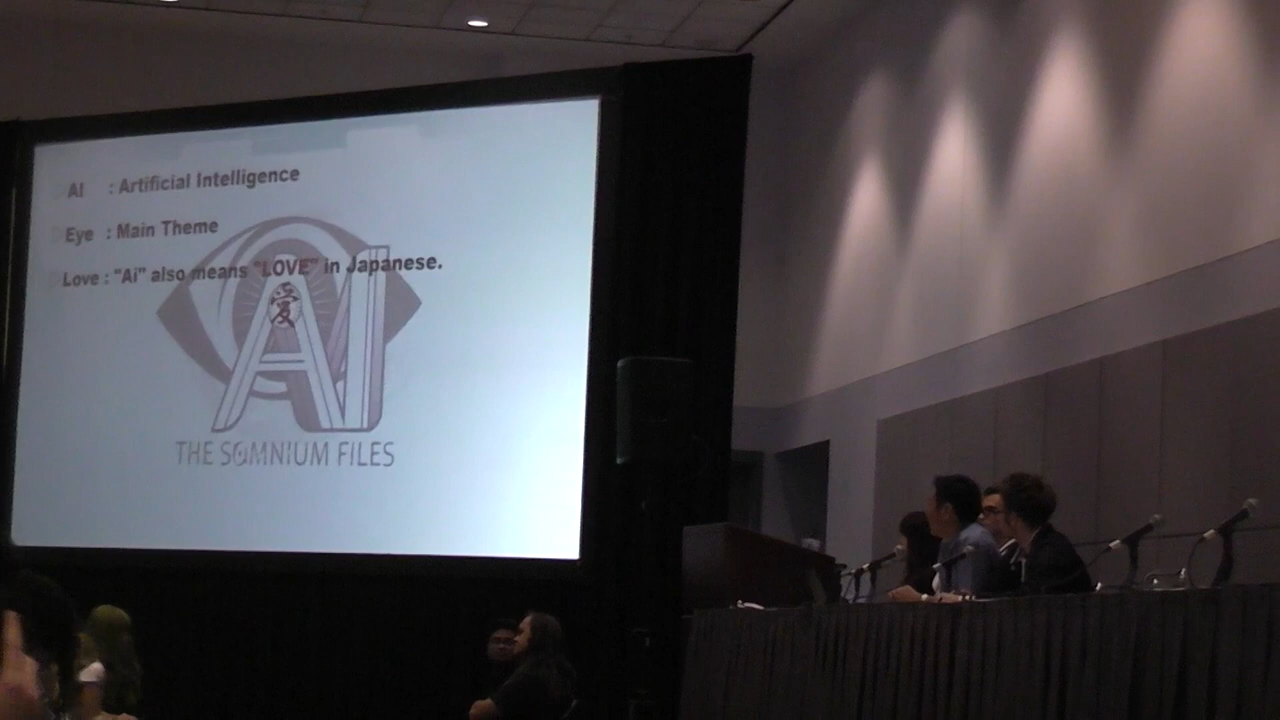 AI : Artificial Intelligence
Eye : Main Theme
Love : "Ai" also means "LOVE" in Japanese.
愛
AI
THE SOMNIUM FILES